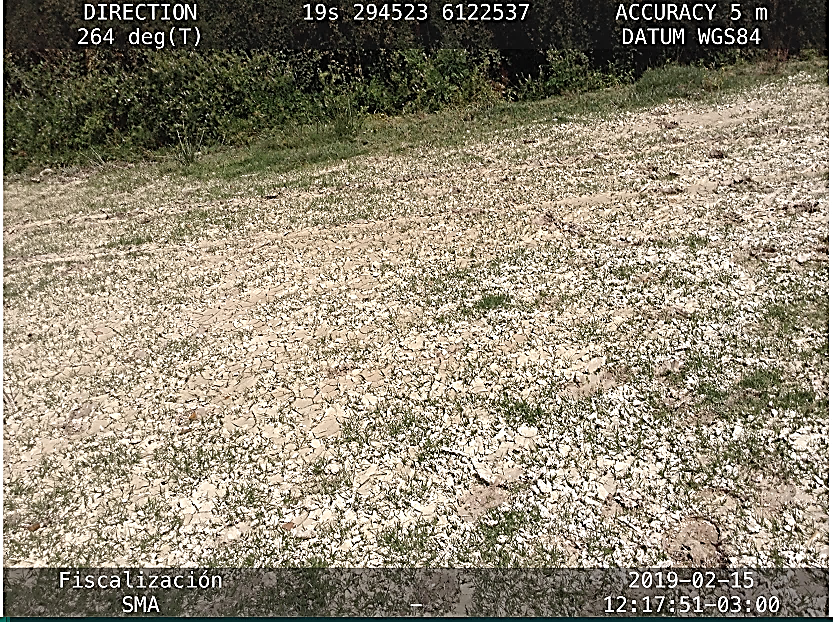 DIRECTION
264 deg(T)
19s 294523 6122537
ACCURACY 5 m
DATUM WGS84
Fiscalización
SMA
–
2019-02-15
12:17:51-03:00